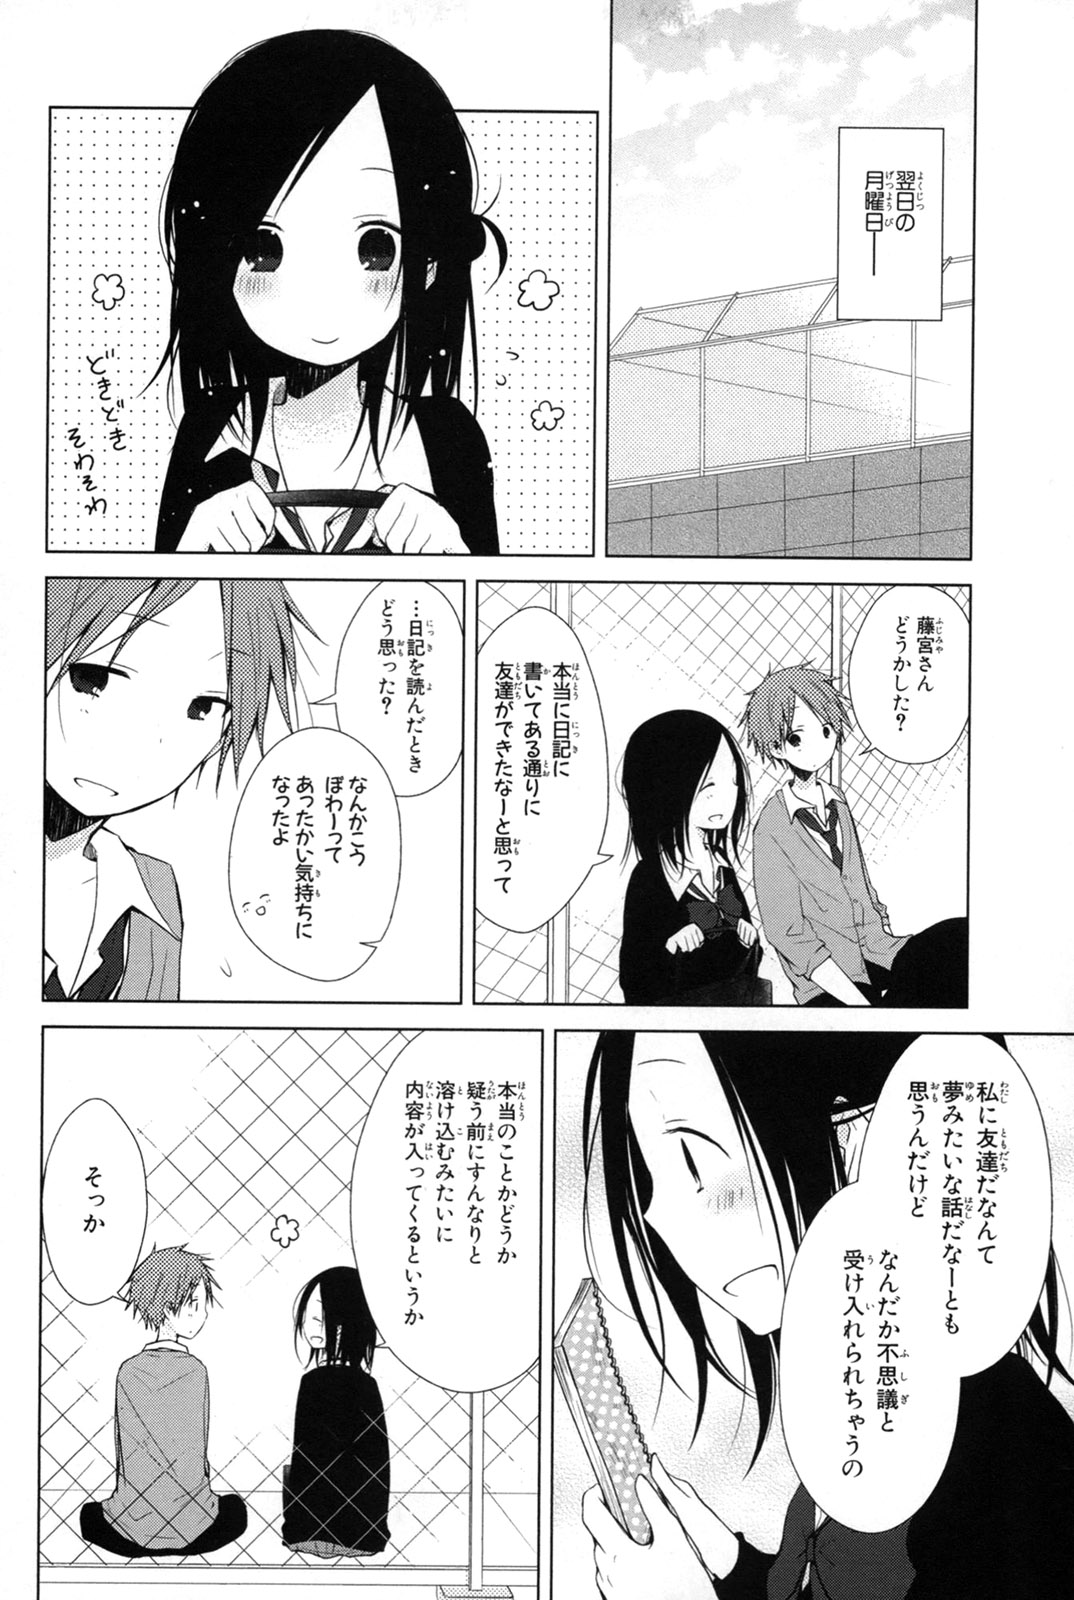 翌日の
月曜日――
どきどき
そわそわ
藤宮さん
どうかした?
本当に日記に
書いてある通りに
友達ができたなーと思って
…日記を読んだとき
どう思った?
なんかこう
ぽわーって
あったかい気持ちに
なったよ
私に友達だなんて
夢みたいな話だなーとも
思うんだけど
なんだか不思議と
受け入れられちゃうの
本当のことかどうか
疑う前にすんなりと
溶け込むみたいに
内容が入ってくるというか
そっか